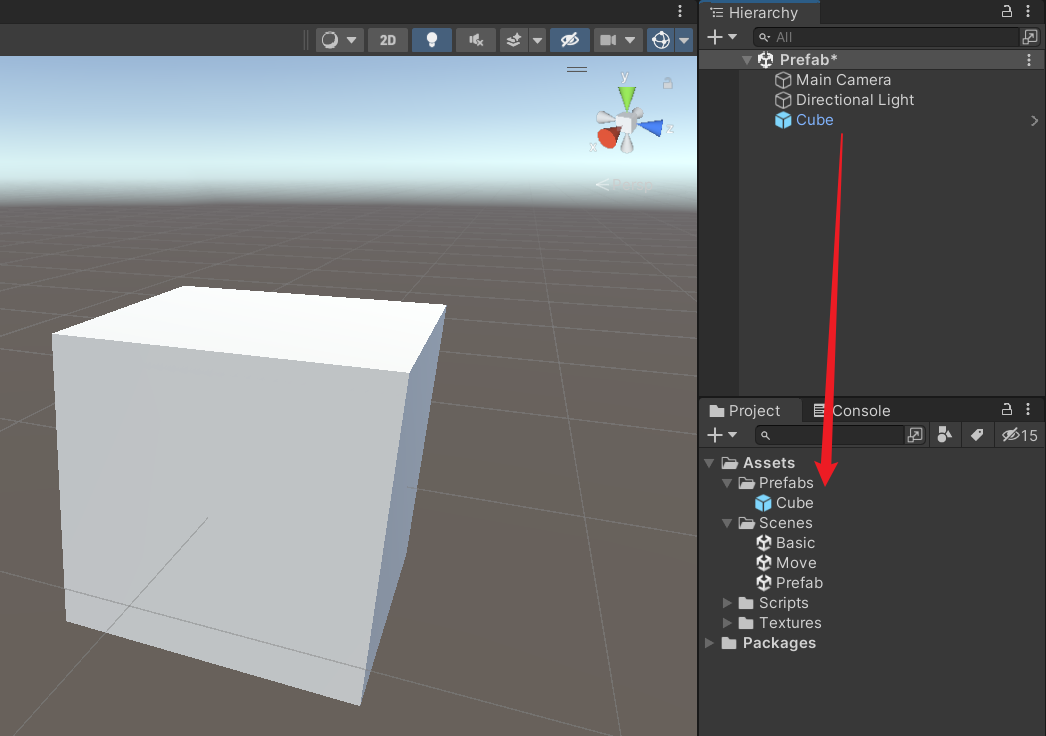 Hierarchy
2D
All
Prefab*
Main Camera
Directional Light
Cube
y
z
x
Persp
Project
Console
15
Assets
Prefabs
Cube
Scenes
Basic
Move
Prefab
Scripts
Textures
Packages